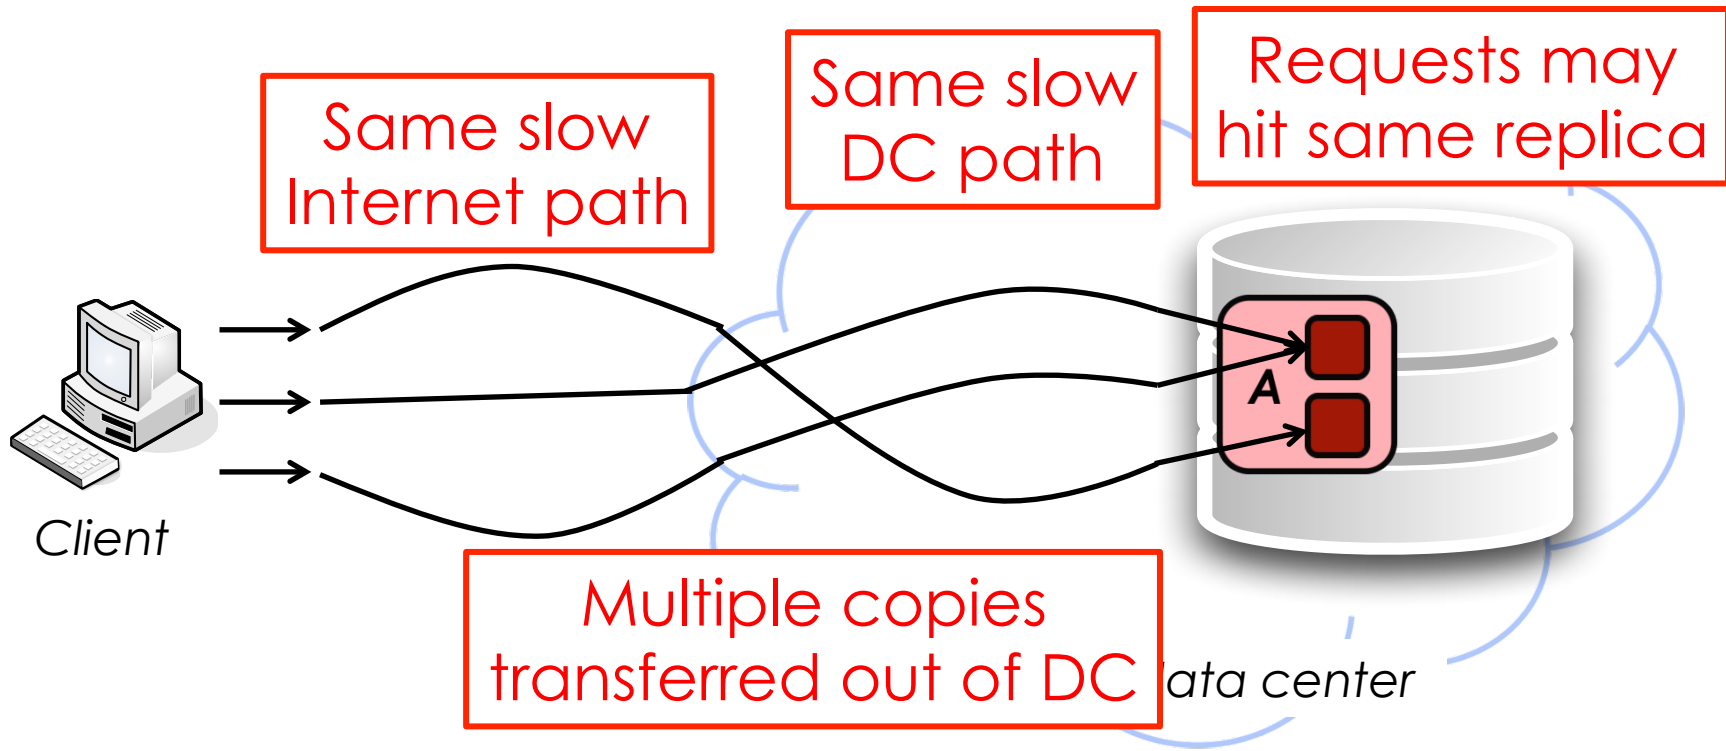 Same slow
Internet path
Same slow
DC path
Requests may
hit same replica
A
Client
Multiple copies
transferred out of DC
ata center